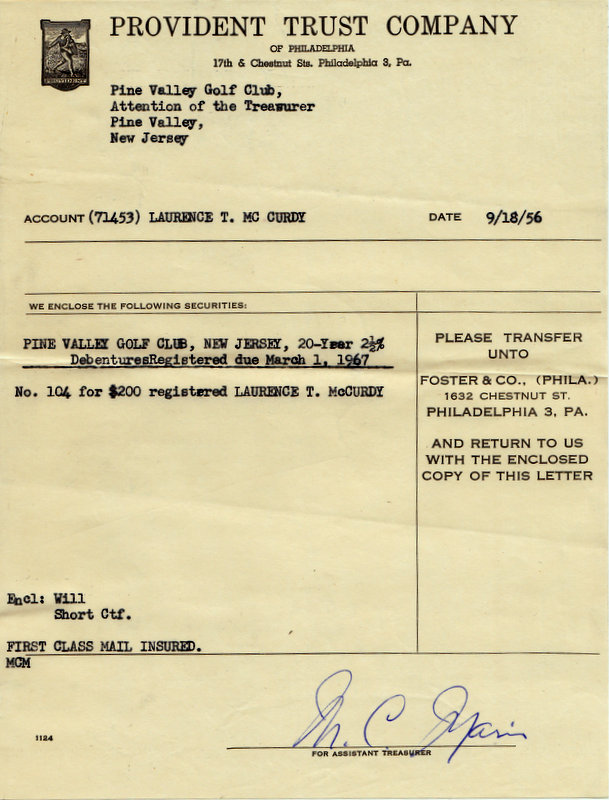 PROVIDENT
PROVIDENT TRUST COMPANY
OF PHILADELPHIA
17th & Chestnut Sts. Philadelphia 3, Pa.
Pine Valley Golf Club,
Attention of the Treasurer
Pine Valley,
New Jersey
ACCOUNT (71453) LAURENCE T. MC CURDY DATE 9/18/56
WE ENCLOSE THE FOLLOWING SECURITIES:
PINE VALLEY GOLF CLUB, NEW JERSEY, 20-Year 2½%
DebenturesRegistered due March 1, 1967
No. 104 for $200 registered LAURENCE T. McCURDY
PLEASE TRANSFER
UNTO
FOSTER & CO., (PHILA.)
1632 CHESTNUT ST.
PHILADELPHIA 3, PA.
AND RETURN TO US
WITH THE ENCLOSED
COPY OF THIS LETTER
Encl: Will
Short Ctf.
FIRST CLASS MAIL INSURED.
MCM
M. C.
1124
FOR ASSISTANT TREASURER